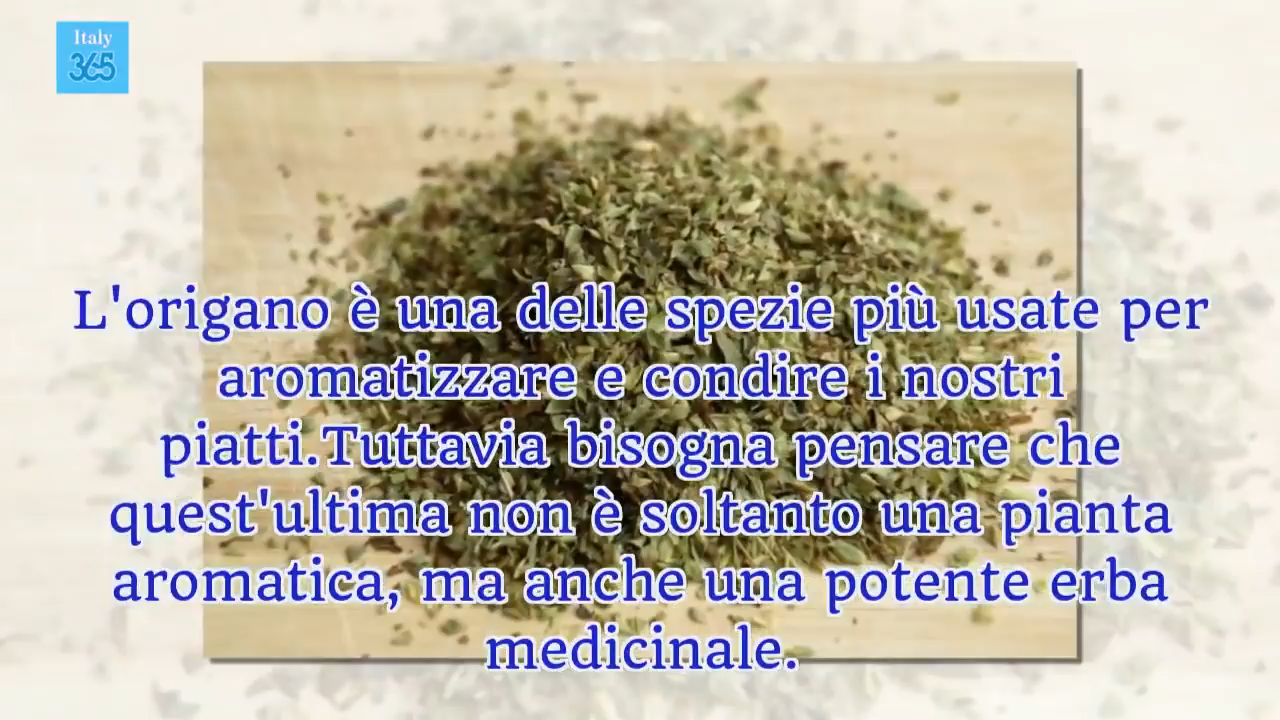 Italy
365
L'origano è una delle spezie più usate per
aromatizzare e condire i nostri
piatti.Tuttavia bisogna pensare che
quest'ultima non è soltanto una pianta
aromatica, ma anche una potente erba
medicinale.